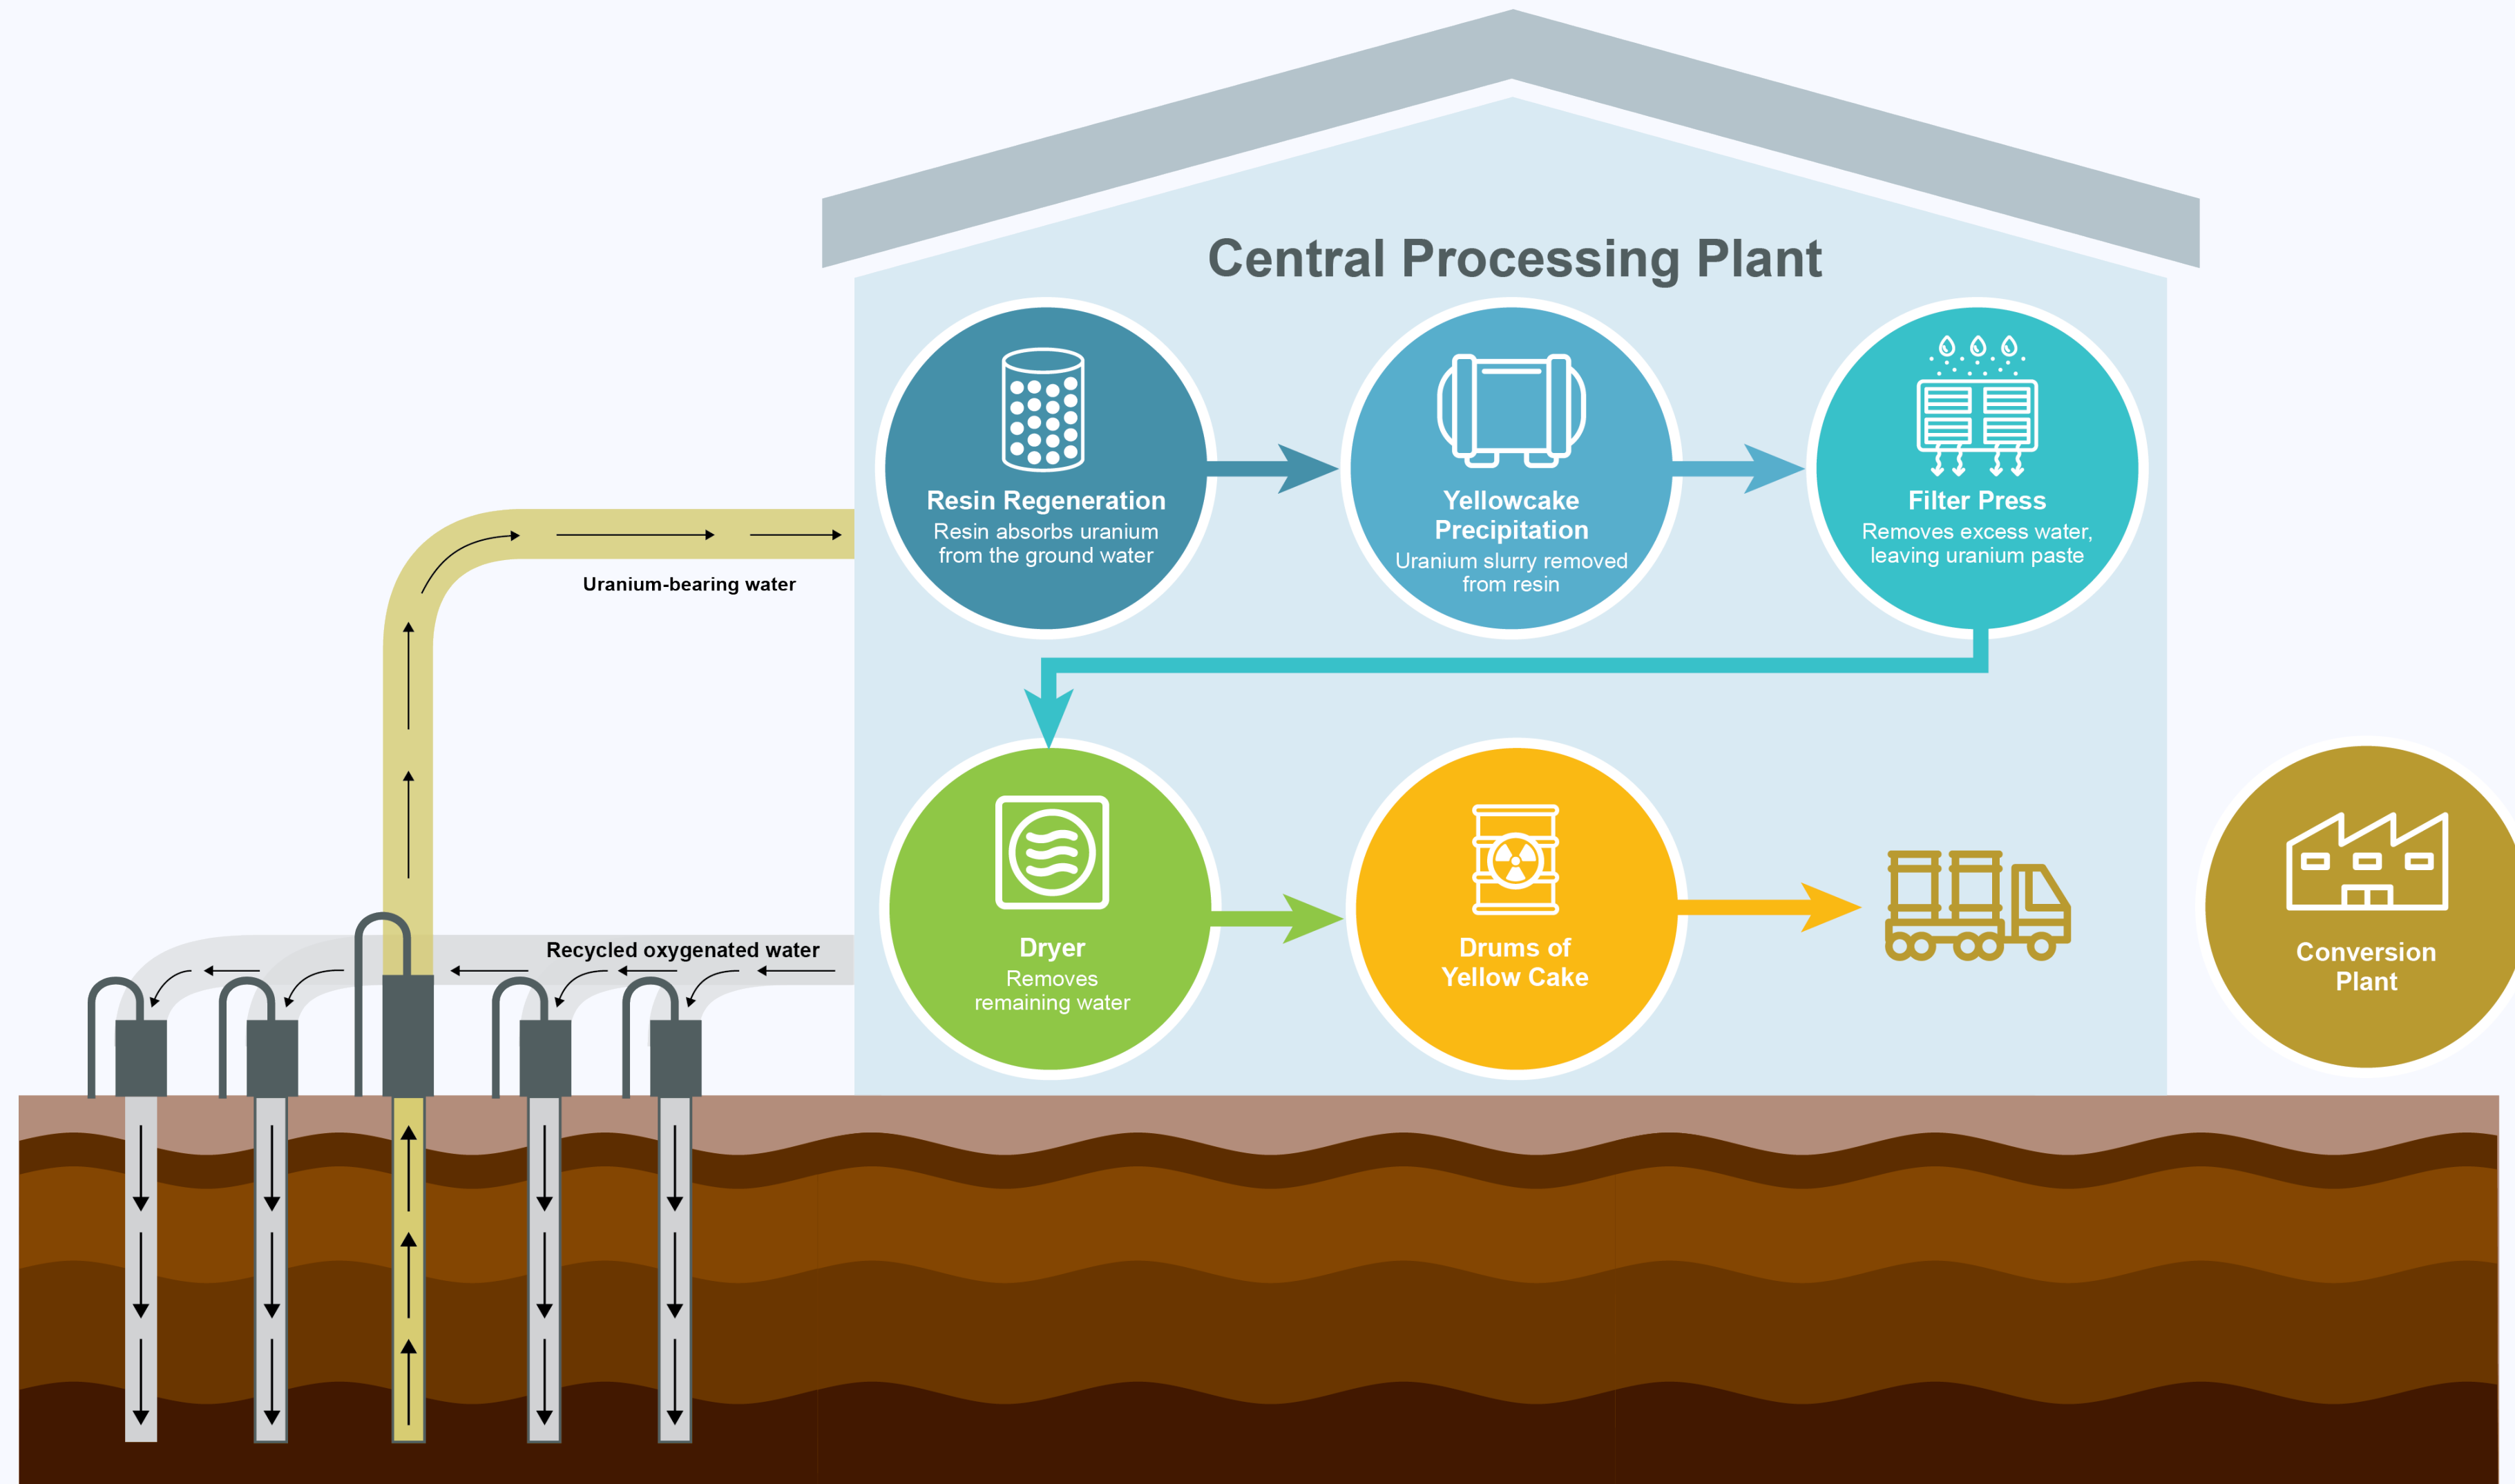 Central Processing Plant
Resin Regeneration
Resin absorbs uranium
from the ground water
Yellowcake
Precipitation
Uranium slurry removed
from resin
Filter Press
Removes excess water,
leaving uranium paste
Uranium-bearing water
Recycled oxygenated water
Dryer
Removes
remaining water
Drums of
Yellow Cake
Conversion
Plant